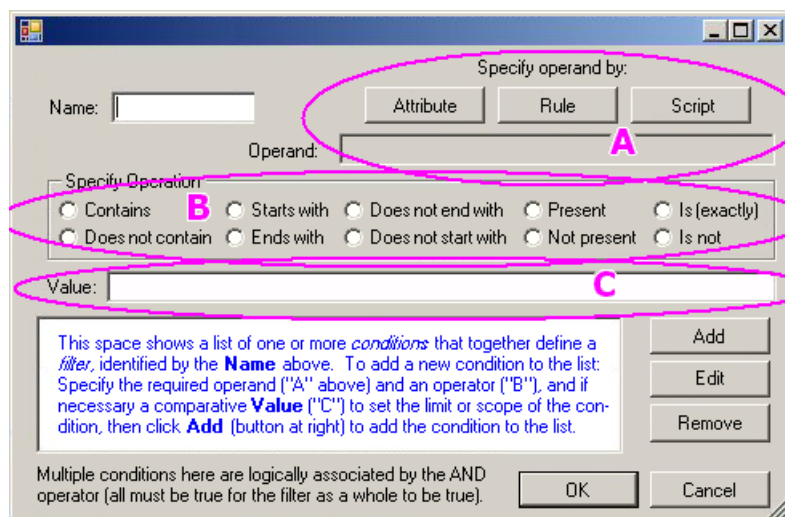 Specify operand by:
Name:
Attribute
Rule
Script
A
Operand:
Specify Operation
B
Contains
Starts with
Does not end with
Present
Is (exactly)
Does not contain
Ends with
Does not start with
Not present
Is not
Value:
C
This space shows a list of one or more conditions that together define a
filter, identified by the Name above. To add a new condition to the list:
Specify the required operand ("A" above) and an operator ("B"), and if
necessary a comparative Value ("C") to set the limit or scope of the con-
dition, then click Add (button at right) to add the condition to the list.
Add
Edit
Remove
Multiple conditions here are logically associated by the AND
operator (all must be true for the filter as a whole to be true).
OK
Cancel